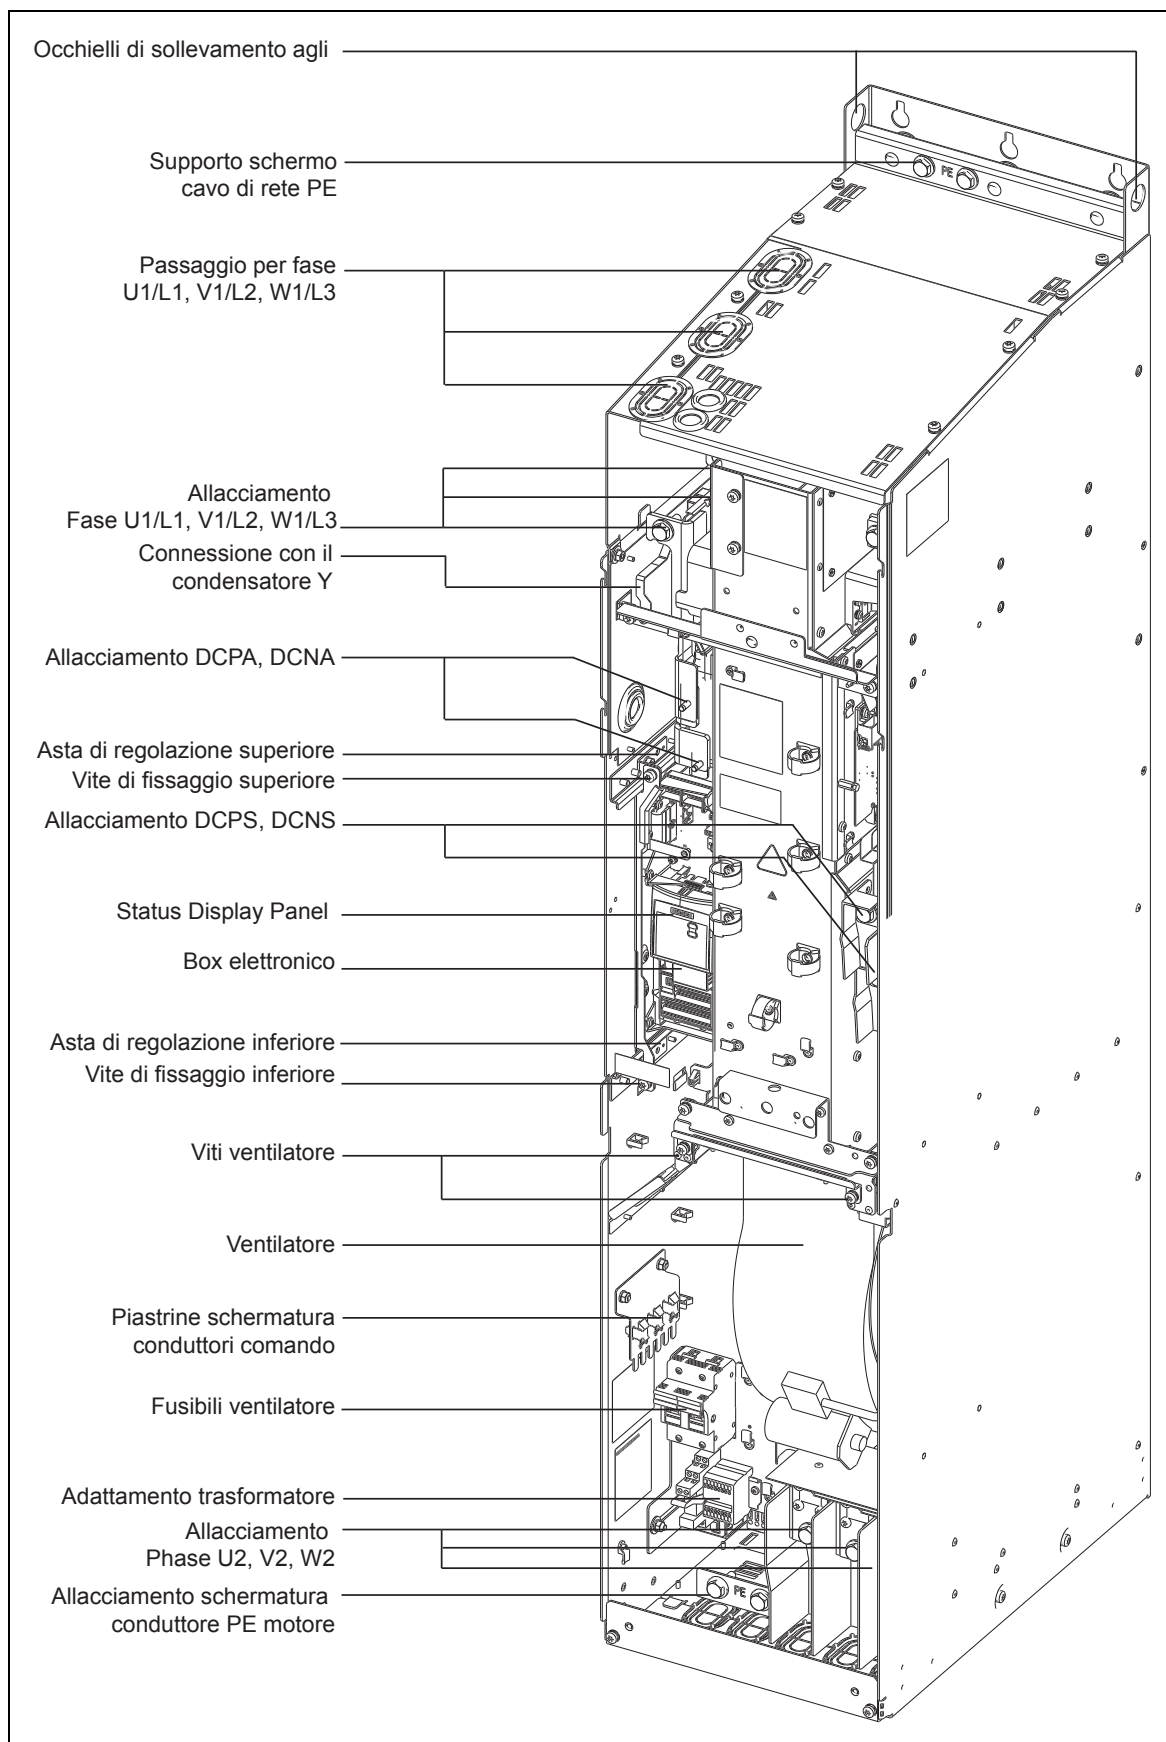 Occhielli di sollevamento agli
Supporto schermo
cavo di rete PE
PE
Passaggio per fase
U1/L1, V1/L2, W1/L3
Allacciamento
Fase U1/L1, V1/L2, W1/L3
Connessione con il
condensatore Y
Allacciamento DCPA, DCNA
Asta di regolazione superiore
Vite di fissaggio superiore
Allacciamento DCPS, DCNS
Status Display Panel
Box elettronico
Asta di regolazione inferiore
Vite di fissaggio inferiore
Viti ventilatore
Ventilatore
Piastrine schermatura
conduttori comando
Fusibili ventilatore
Adattamento trasformatore
Allacciamento
Phase U2, V2, W2
Allacciamento schermatura
conduttore PE motore
PE